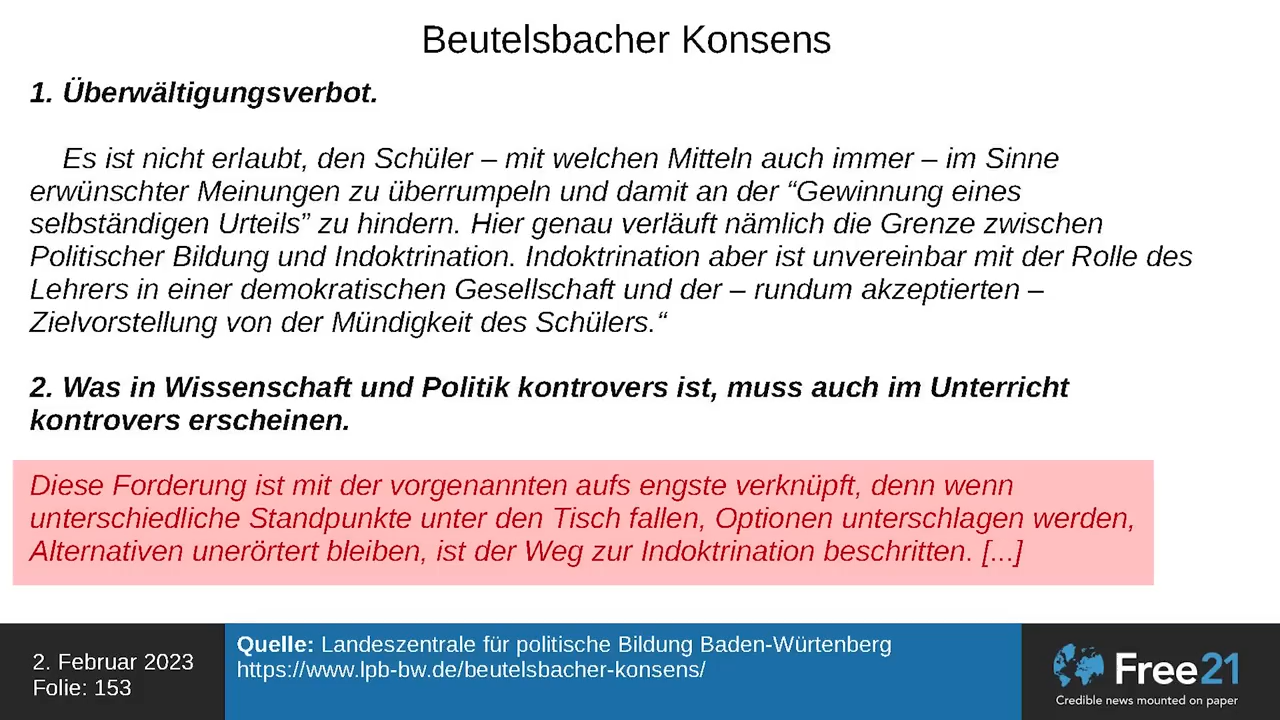 Beutelsbacher Konsens
1. Überwältigungsverbot.
Es ist nicht erlaubt, den Schüler – mit welchen Mitteln auch immer – im Sinne
erwünschter Meinungen zu überrumpeln und damit an der “Gewinnung eines
selbständigen Urteils” zu hindern. Hier genau verläuft nämlich die Grenze zwischen
Politischer Bildung und Indoktrination. Indoktrination aber ist unvereinbar mit der Rolle des
Lehrers in einer demokratischen Gesellschaft und der – rundum akzeptierten –
Zielvorstellung von der Mündigkeit des Schülers.“
2. Was in Wissenschaft und Politik kontrovers ist, muss auch im Unterricht
kontrovers erscheinen.
Diese Forderung ist mit der vorgenannten aufs engste verknüpft, denn wenn
unterschiedliche Standpunkte unter den Tisch fallen, Optionen unterschlagen werden,
Alternativen unerörtert bleiben, ist der Weg zur Indoktrination beschritten. [...]
2. Februar 2023
Folie: 153
Quelle: Landeszentrale für politische Bildung Baden-Würtenberg
https://www.lpb-bw.de/beutelsbacher-konsens/
Free21
Credible news mounted on paper